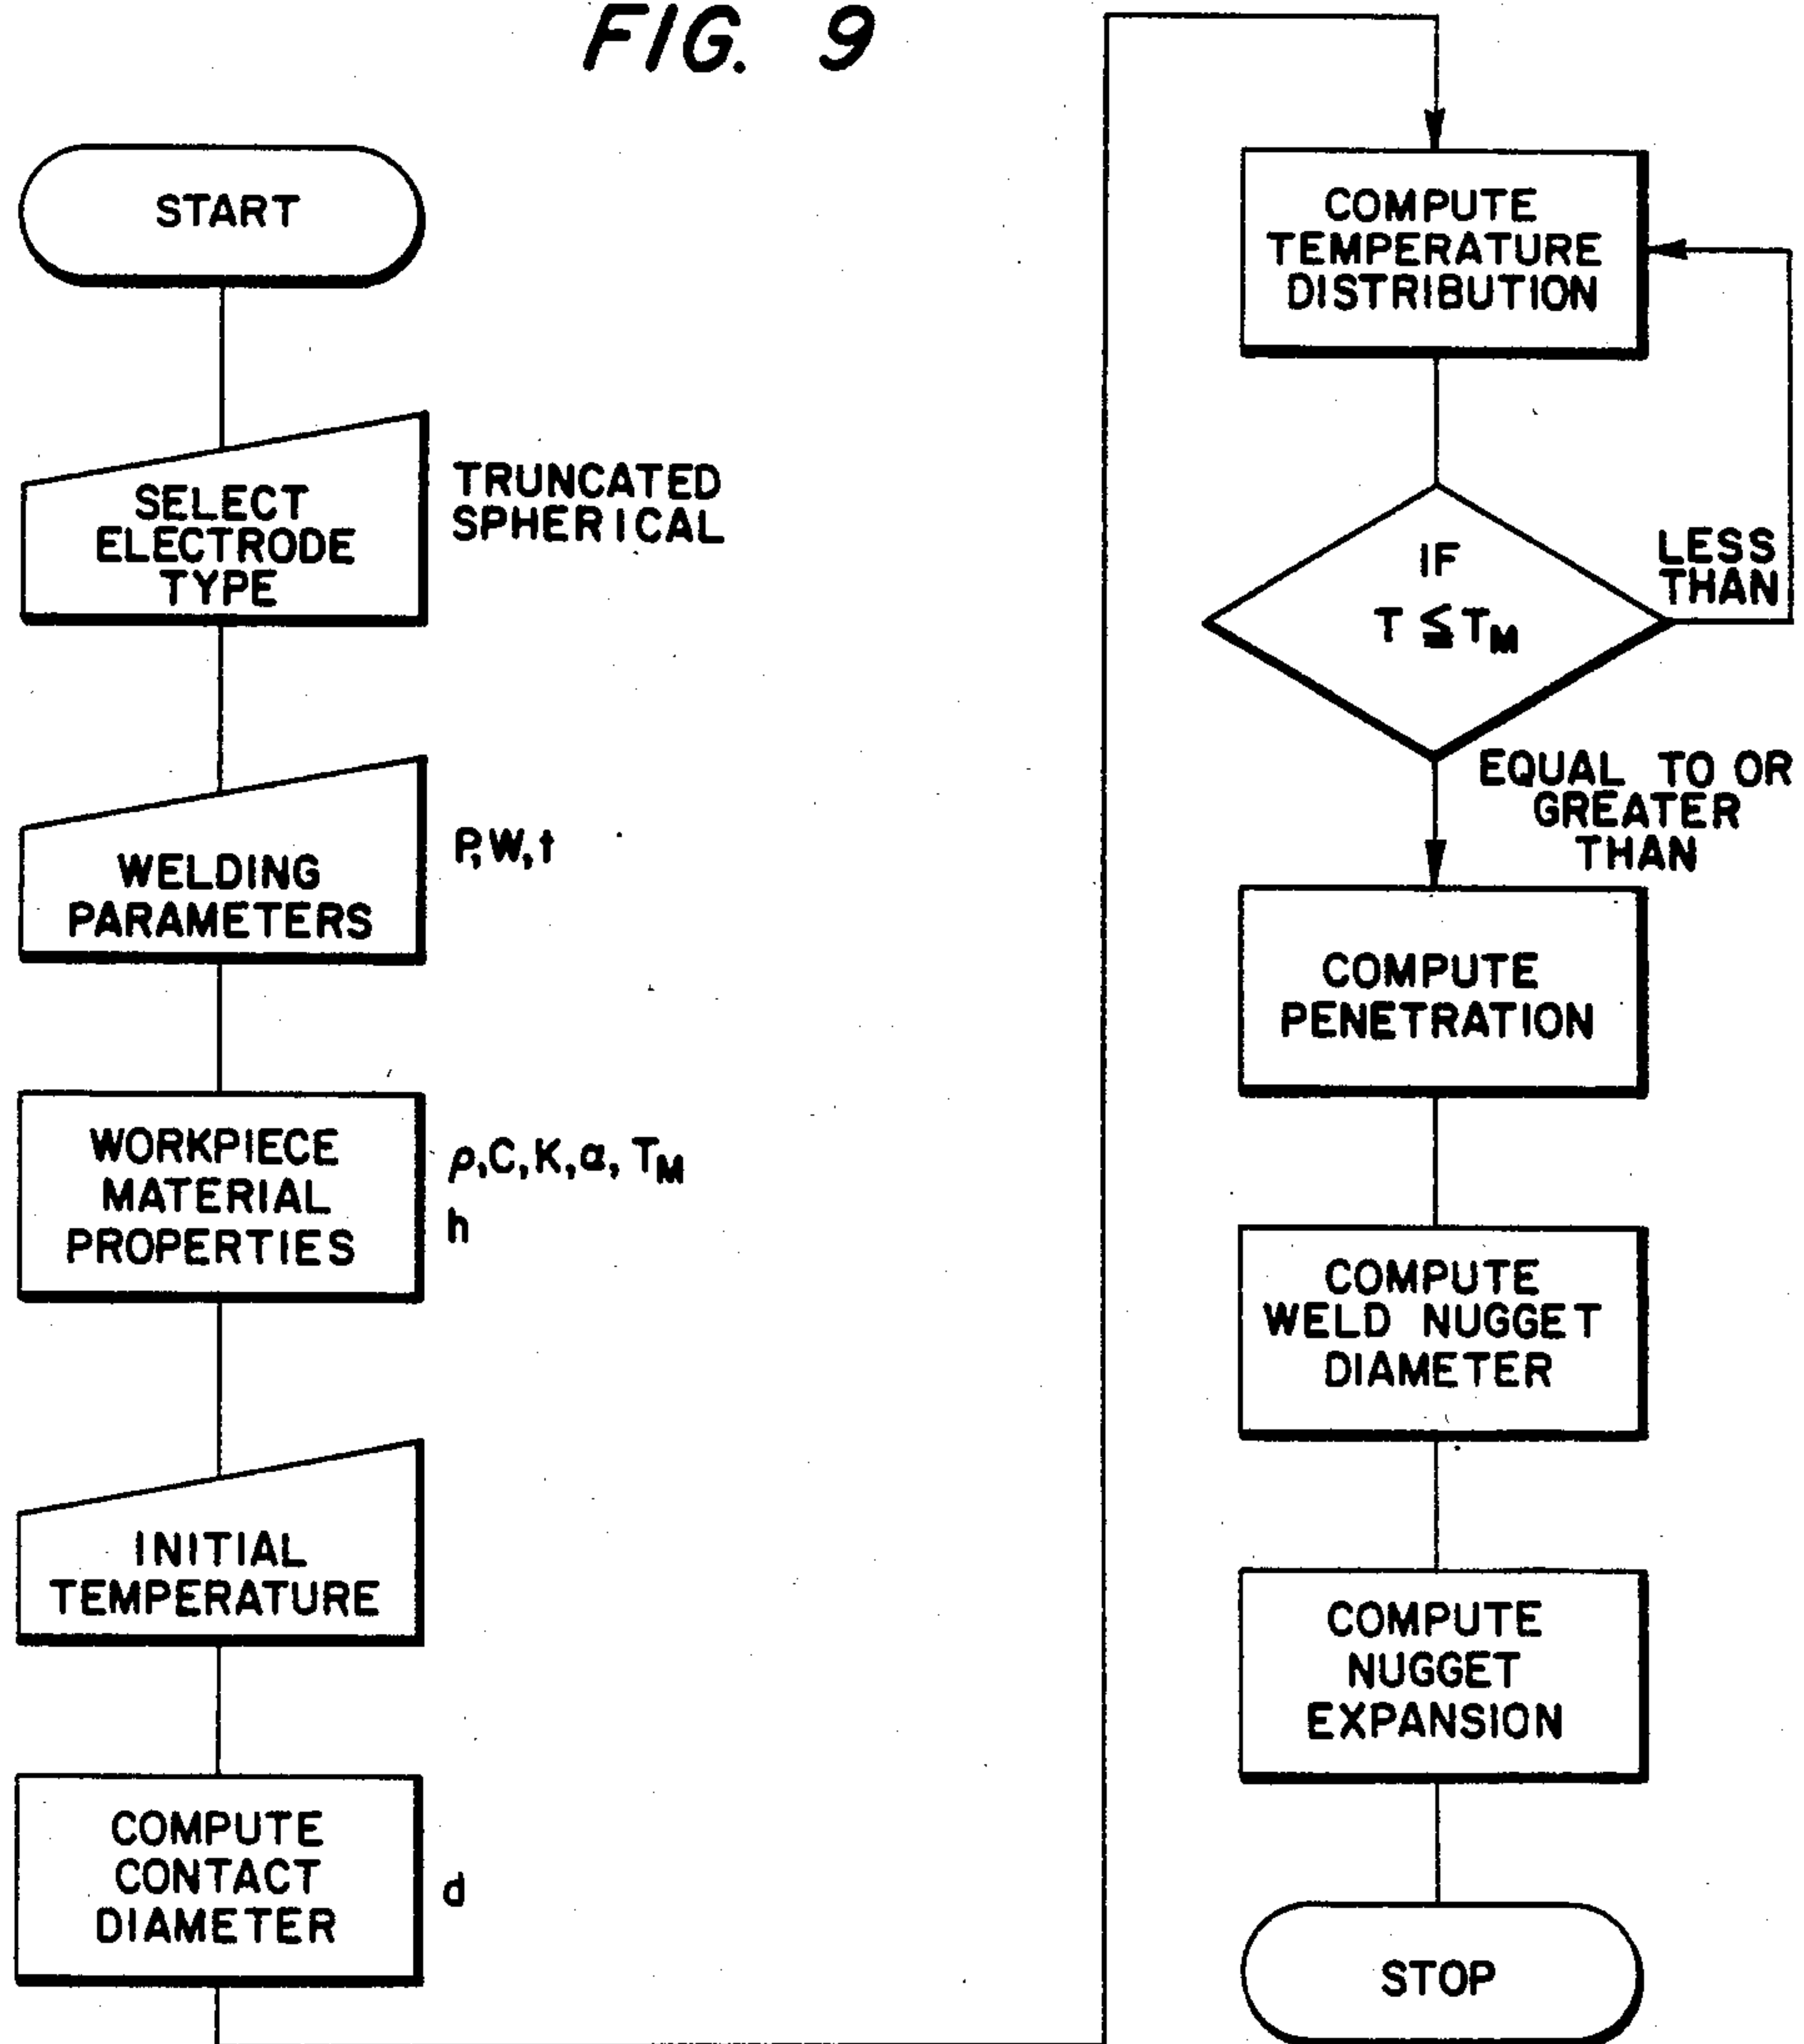 FIG. 9
START
SELECT
ELECTRODE
TYPE
TRUNCATED
SPHERICAL
WELDING
PARAMETERS
P,W,t
WORKPIECE
MATERIAL
PROPERTIES
ρ,C,K,α,TM
h
INITIAL
TEMPERATURE
COMPUTE
CONTACT
DIAMETER
d
COMPUTE
TEMPERATURE
DISTRIBUTION
IF
T ≦ TM
LESS
THAN
EQUAL TO OR
GREATER
THAN
COMPUTE
PENETRATION
COMPUTE
WELD NUGGET
DIAMETER
COMPUTE
NUGGET
EXPANSION
STOP